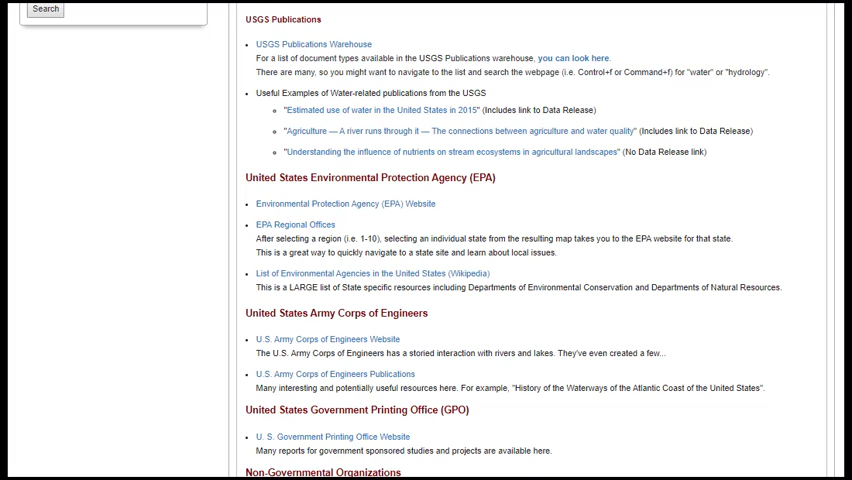 Search
USGS Publications
USGS Publications Warehouse
For a list of document types available in the USGS Publications warehouse, you can look here.
There are many, so you might want to navigate to the list and search the webpage (i.e. Control+f or Command+f) for "water" or "hydrology".
Useful Examples of Water-related publications from the USGS
"Estimated use of water in the United States in 2015" (Includes link to Data Release)
"Agriculture — A river runs through it — The connections between agriculture and water quality" (Includes link to Data Release)
"Understanding the influence of nutrients on stream ecosystems in agricultural landscapes" (No Data Release link)
United States Environmental Protection Agency (EPA)
Environmental Protection Agency (EPA) Website
EPA Regional Offices
After selecting a region (i.e. 1-10), selecting an individual state from the resulting map takes you to the EPA website for that state.
This is a great way to quickly navigate to a state site and learn about local issues.
List of Environmental Agencies in the United States (Wikipedia)
This is a LARGE list of State specific resources including Departments of Environmental Conservation and Departments of Natural Resources.
United States Army Corps of Engineers
U.S. Army Corps of Engineers Website
The U.S. Army Corps of Engineers has a storied interaction with rivers and lakes. They've even created a few...
U.S. Army Corps of Engineers Publications
Many interesting and potentially useful resources here. For example, "History of the Waterways of the Atlantic Coast of the United States".
United States Government Printing Office (GPO)
U. S. Government Printing Office Website
Many reports for government sponsored studies and projects are available here.
Non-Governmental Organizations